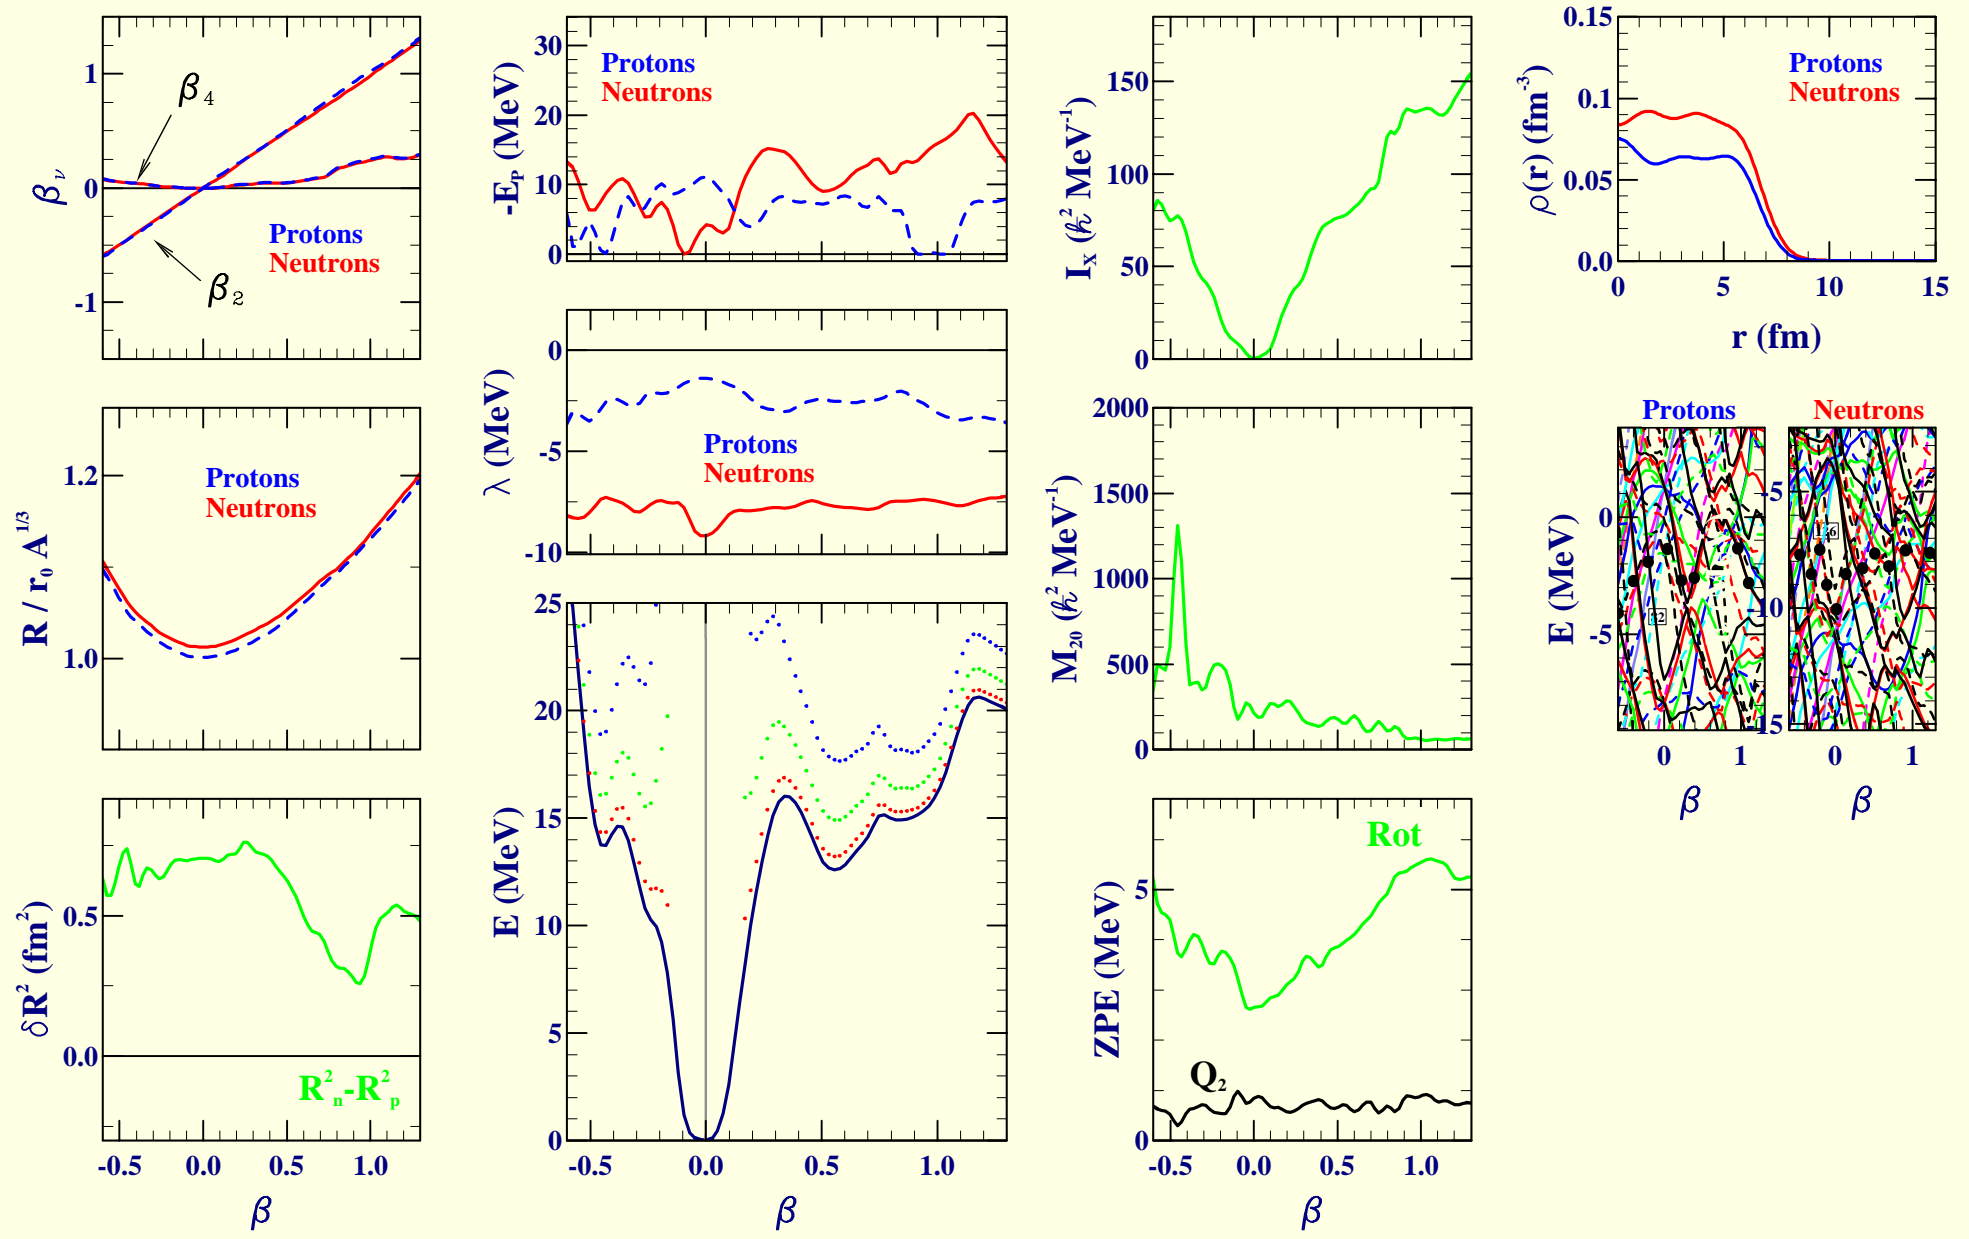 1
0
-1
β4
β2
βν
Protons
Neutrons
1.2
1.0
R / r0 A1/3
Protons
Neutrons
0.5
0.0
δR2 (fm2)
R2n-R2p
-0.5 0.0 0.5 1.0
β
30
20
10
0
-EP (MeV)
Protons
Neutrons
0
-5
-10
λ (MeV)
Protons
Neutrons
25
20
15
10
5
0
E (MeV)
-0.5 0.0 0.5 1.0
β
150
100
50
0
IX (ℏ2 MeV-1)
2000
1500
1000
500
0
M20 (ℏ2 MeV-1)
5
0
ZPE (MeV)
Rot
Q2
-0.5 0.0 0.5 1.0
β
0.15
0.1
0.05
0.0
ρ(r) (fm-3)
Protons
Neutrons
0 5 10 15
r (fm)
Protons
Neutrons
0
-5
E (MeV)
-5
-10
0 1
0 1
β
β